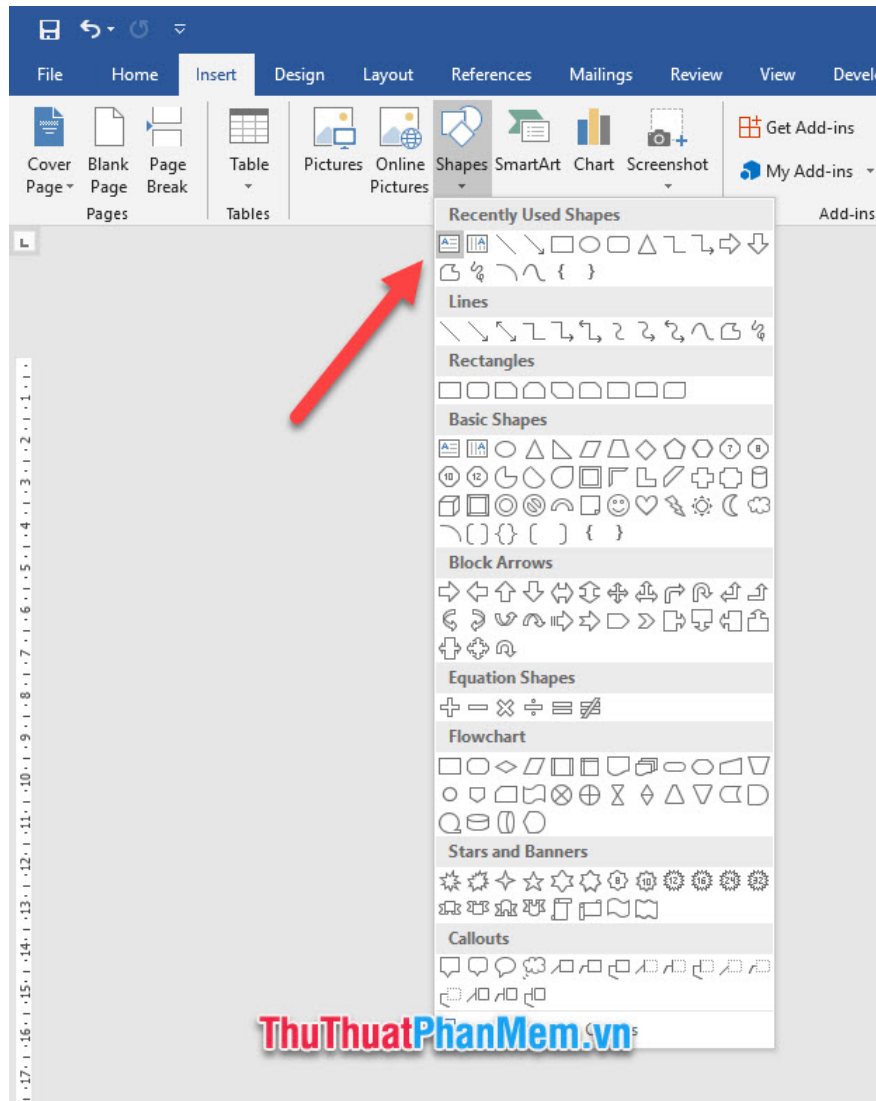 File Home Insert Design Layout References Mailings Review View Devel
Cover Page Blank Page Page Break Table Pictures Online Pictures Shapes SmartArt Chart Screenshot Get Add-ins
My Add-ins
Pages Tables Add-ins
Recently Used Shapes
Lines
Rectangles
Basic Shapes
Block Arrows
Equation Shapes
Flowchart
Stars and Banners
Callouts
ThuThuatPhanMem.vn